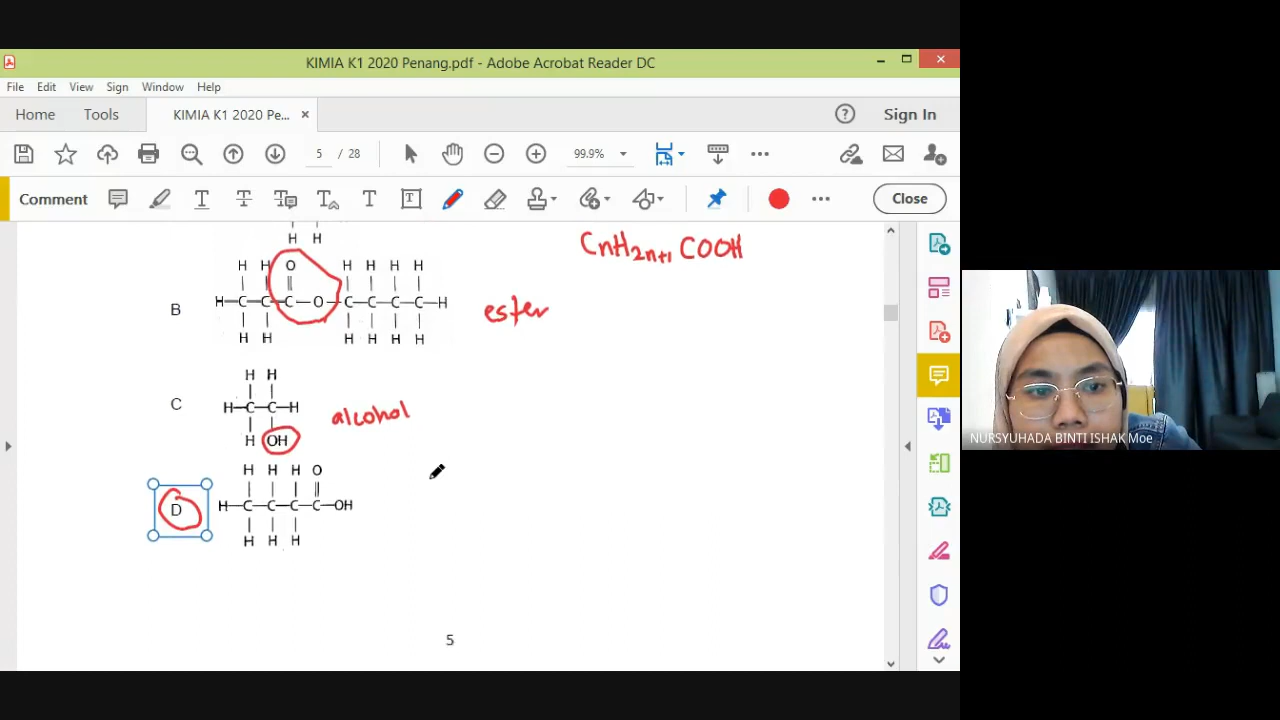 KIMIA K1 2020 Penang.pdf - Adobe Acrobat Reader DC
File Edit View Sign Window Help
Home Tools KIMIA K1 2020 Pe... × ? Sign In
5 / 28 99.9%
Comment Close
H H
CnH2n+1 COOH
H H O H H H H
B H C C C O C C C C H ester
H H H H H H
H H
C H C C H alcohol
H OH
H H H O
D H C C C C OH
H H H
5
NURSYUHADA BINTI ISHAK Moe